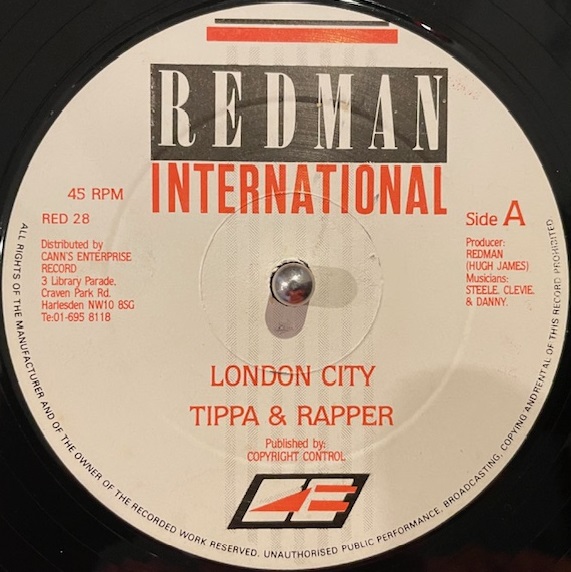 REDMAN
INTERNATIONAL
45 RPM
RED 28
Side A
Distributed by
CANN'S ENTERPRISE
RECORD
3 Library Parade.
Craven Park Rd.
Harlesden NW10 8SG
Te:01-695 8118
Producer:
REDMAN
(HUGH JAMES)
Musicians:
STEELE. CLEVIE.
& DANNY.
LONDON CITY
TIPPA & RAPPER
Published by:
COPYRIGHT CONTROL
CE
ALL RIGHTS OF THE MANUFACTURER AND OF THE OWNER OF THE RECORDED WORK RESERVED. UNAUTHORISED PUBLIC PERFORMANCE, BROADCASTING, COPYING ANDRENTAL OF THIS RECORD PROHIBITED